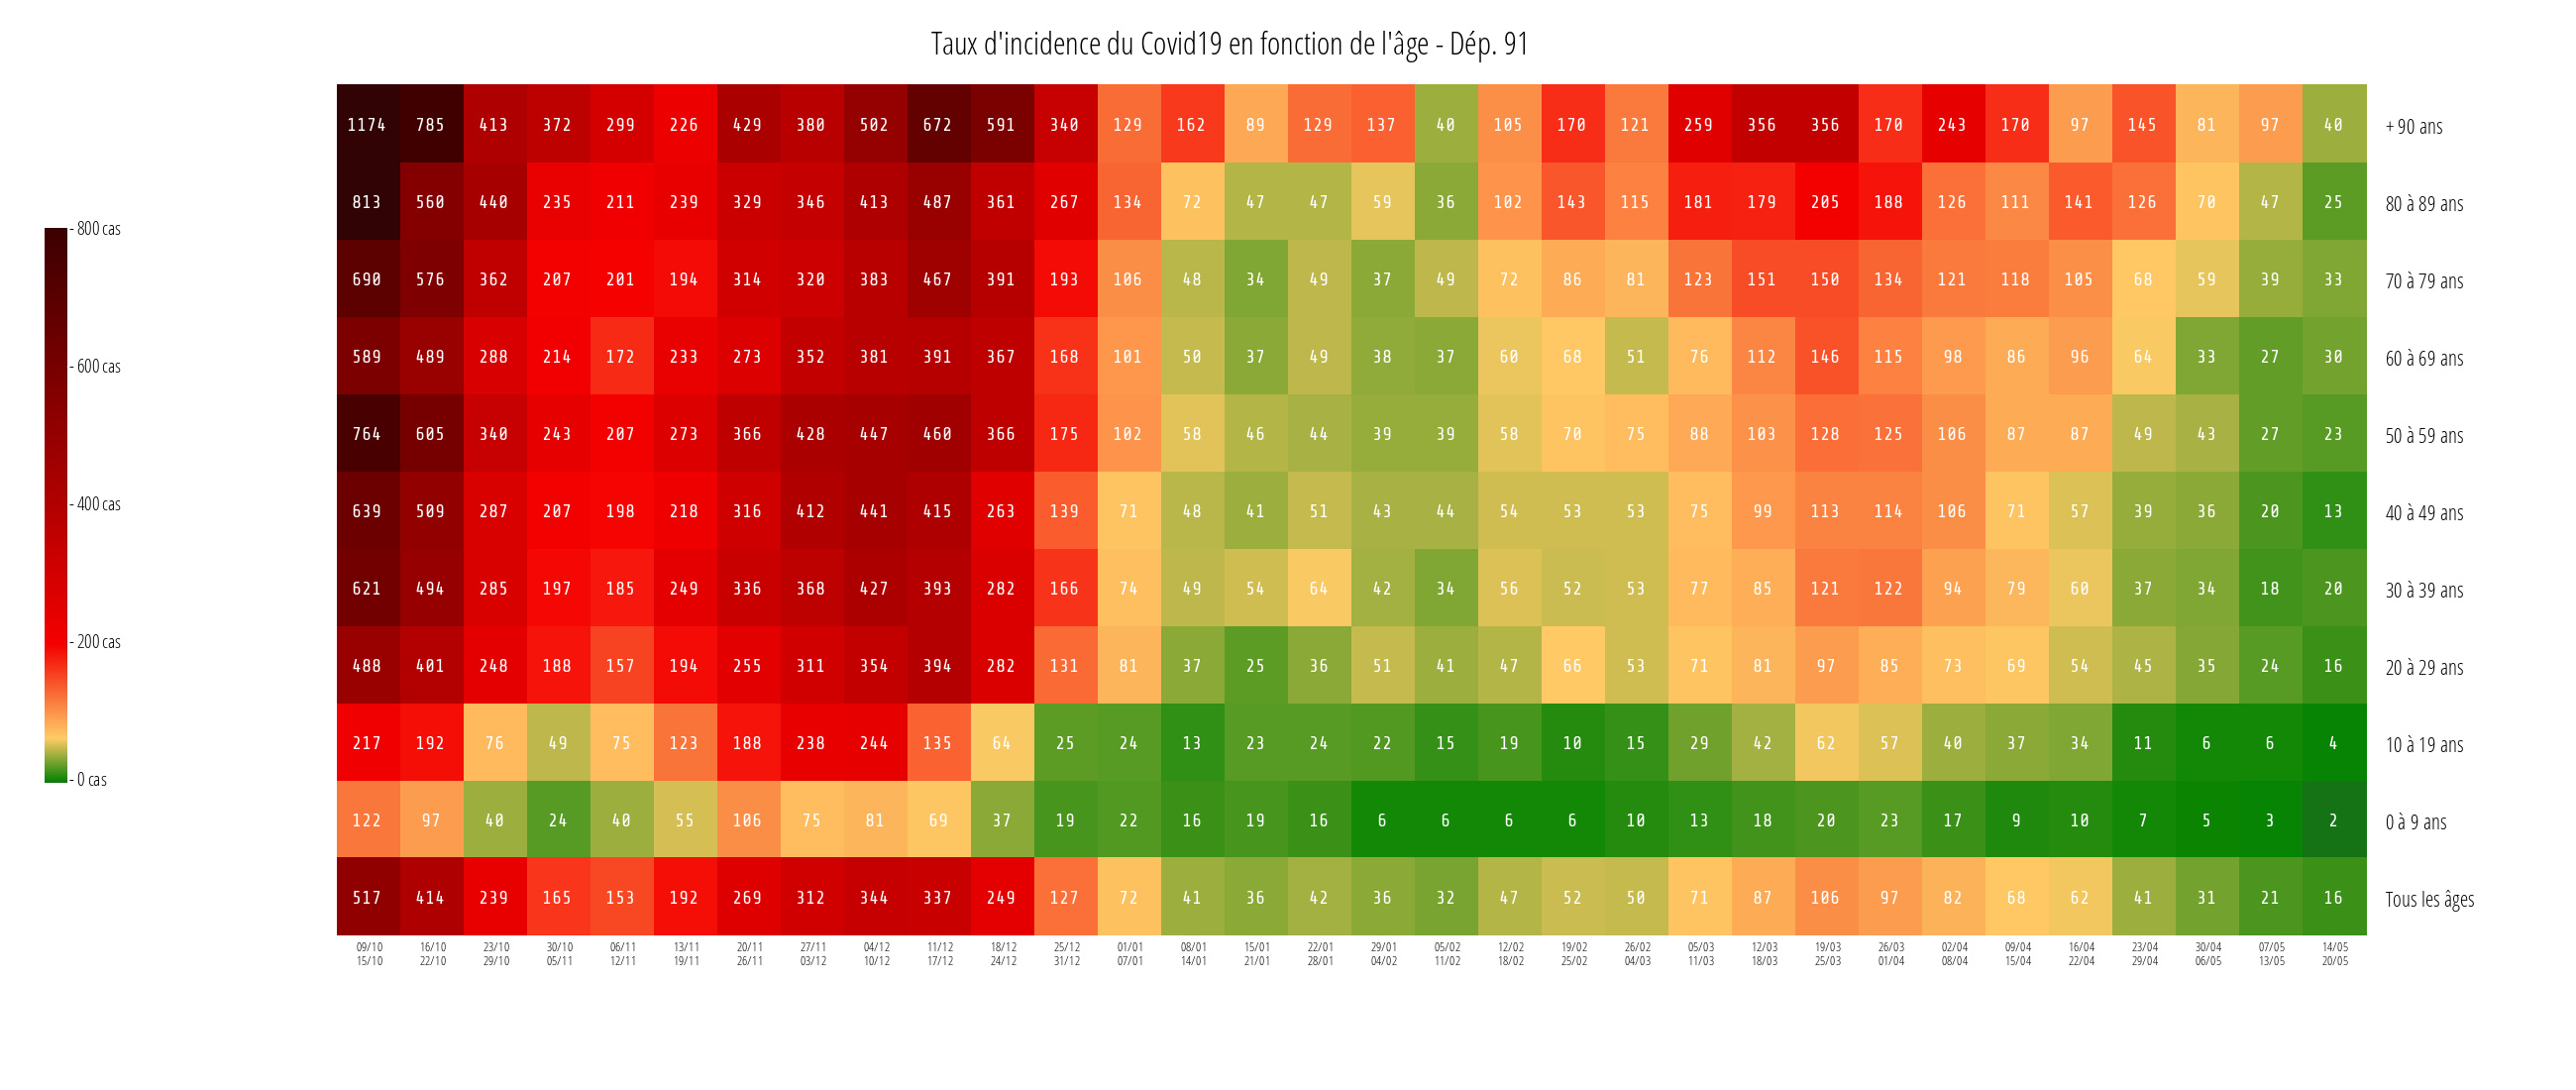 Taux d'incidence du Covid19 en fonction de l'âge - Dép. 91
- 800 cas
- 600 cas
- 400 cas
- 200 cas
- 0 cas
1174 785 413 372 299 226 429 380 502 672 591 340 129 162 89 129 137 40 105 170 121 259 356 356 170 243 170 97 145 81 97 40 + 90 ans
813 560 440 235 211 239 329 346 413 487 361 267 134 72 47 47 59 36 102 143 115 181 179 205 188 126 111 141 126 70 47 25 80 à 89 ans
690 576 362 207 201 194 314 320 383 467 391 193 106 48 34 49 37 49 72 86 81 123 151 150 134 121 118 105 68 59 39 33 70 à 79 ans
589 489 288 214 172 233 273 352 381 391 367 168 101 50 37 49 38 37 60 68 51 76 112 146 115 98 86 96 64 33 27 30 60 à 69 ans
764 605 340 243 207 273 366 428 447 460 366 175 102 58 46 44 39 39 58 70 75 88 103 128 125 106 87 87 49 43 27 23 50 à 59 ans
639 509 287 207 198 218 316 412 441 415 263 139 71 48 41 51 43 44 54 53 53 75 99 113 114 106 71 57 39 36 20 13 40 à 49 ans
621 494 285 197 185 249 336 368 427 393 282 166 74 49 54 64 42 34 56 52 53 77 85 121 122 94 79 60 37 34 18 20 30 à 39 ans
488 401 248 188 157 194 255 311 354 394 282 131 81 37 25 36 51 41 47 66 53 71 81 97 85 73 69 54 45 35 24 16 20 à 29 ans
217 192 76 49 75 123 188 238 244 135 64 25 24 13 23 24 22 15 19 10 15 29 42 62 57 40 37 34 11 6 6 4 10 à 19 ans
122 97 40 24 40 55 106 75 81 69 37 19 22 16 19 16 6 6 6 6 10 13 18 20 23 17 9 10 7 5 3 2 0 à 9 ans
517 414 239 165 153 192 269 312 344 337 249 127 72 41 36 42 36 32 47 52 50 71 87 106 97 82 68 62 41 31 21 16 Tous les âges
09/10 16/10 23/10 30/10 06/11 13/11 20/11 27/11 04/12 11/12 18/12 25/12 01/01 08/01 15/01 22/01 29/01 05/02 12/02 19/02 26/02 05/03 12/03 19/03 26/03 02/04 09/04 16/04 23/04 30/04 07/05 14/05
15/10 22/10 29/10 05/11 12/11 19/11 26/11 03/12 10/12 17/12 24/12 31/12 07/01 14/01 21/01 28/01 04/02 11/02 18/02 25/02 04/03 11/03 18/03 25/03 01/04 08/04 15/04 22/04 29/04 06/05 13/05 20/05